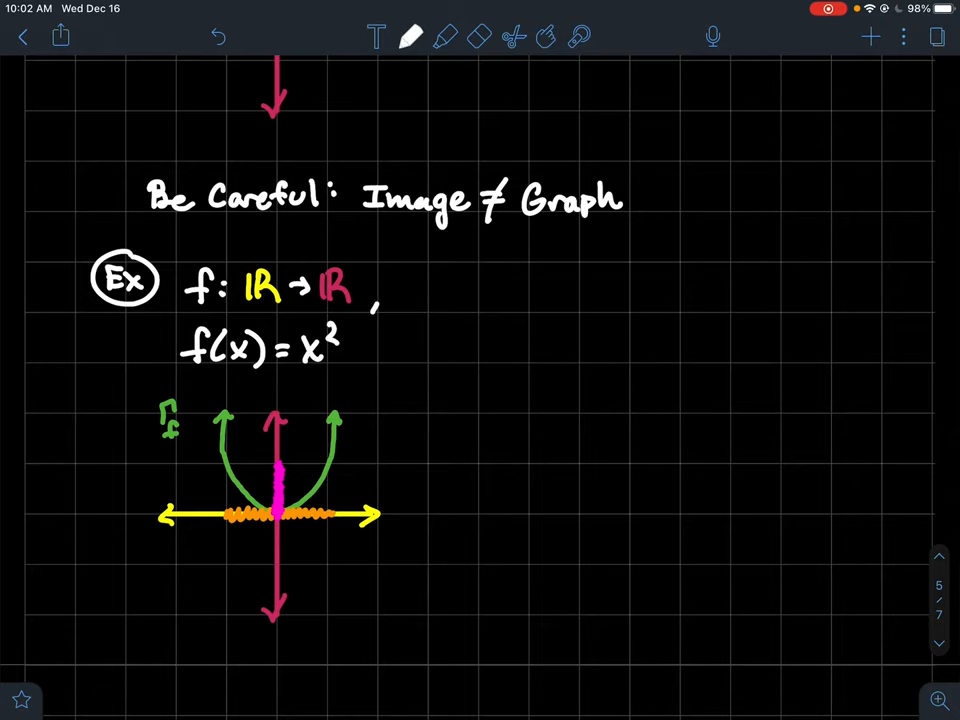 10:02 AM Wed Dec 16 98%
Be Careful: Image ≠ Graph
Ex f: ℝ → ℝ,
f(x) = x²
Γf
5
/
7